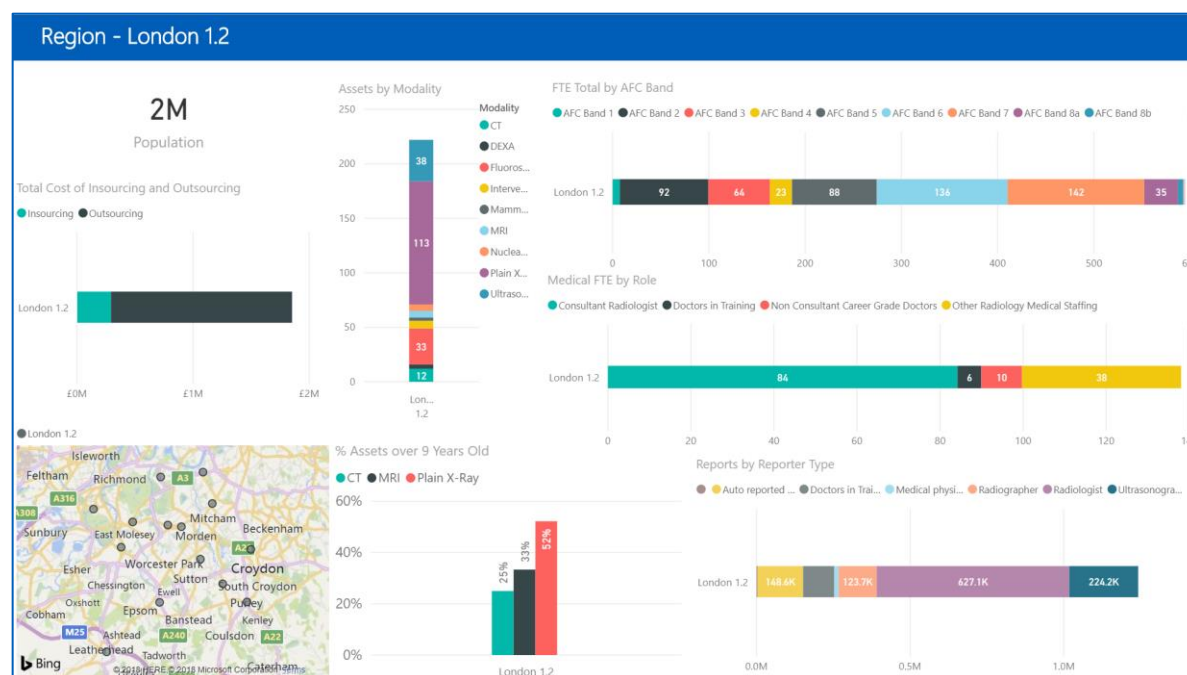 Region - London 1.2
2M
Population
Total Cost of Insourcing and Outsourcing
Insourcing Outsourcing
London 1.2
£0M £1M £2M
Assets by Modality
250
200
150
100
50
0
38
113
33
12
Lon...
1.2
Modality
CT
DEXA
Fluoros...
Interve...
Mamm...
MRI
Nuclea...
Plain X...
Ultraso...
FTE Total by AFC Band
AFC Band 1 AFC Band 2 AFC Band 3 AFC Band 4 AFC Band 5 AFC Band 6 AFC Band 7 AFC Band 8a AFC Band 8b
London 1.2 92 64 23 88 136 142 35
0 100 200 300 400 500
Medical FTE by Role
Consultant Radiologist Doctors in Training Non Consultant Career Grade Doctors Other Radiology Medical Staffing
London 1.2 84 6 10 38
0 20 40 60 80 100 120
London 1.2
Isleworth
Feltham Richmond A3
A316
A308 Mitcham
Sunbury East Molesey Morden Beckenham
Worcester Park
Esher Croydon
Chessington Sutton South Croydon
Oxshott Ewell Purley
Cobham Epsom Banstead Kenley
M25 Ashtead A240 Coulsdon A22
Leatherhead Tadworth
Bing © 2018 HERE © 2018 Microsoft Corporation Terms
Caterham
% Assets over 9 Years Old
CT MRI Plain X-Ray
60%
40%
20%
0%
25% 33% 52%
London 1.2
Reports by Reporter Type
Auto reported ... Doctors in Trai... Medical physi... Radiographer Radiologist Ultrasonogra...
London 1.2 148.6K 123.7K 627.1K 224.2K
0.0M 0.5M 1.0M